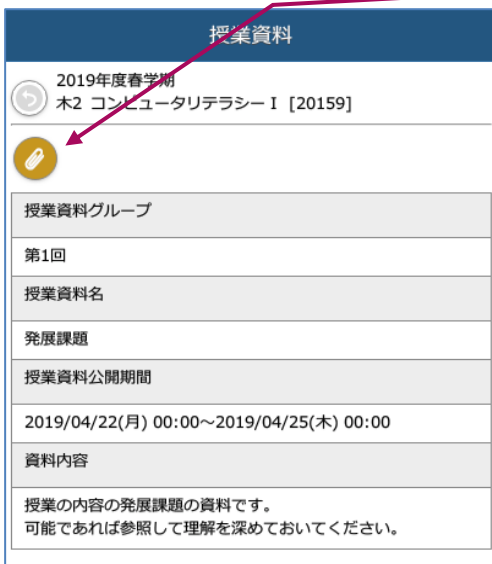 授業資料
2019年度春学期
木2 コンピュータリテラシーⅠ [20159]
授業資料グループ
第1回
授業資料名
発展課題
授業資料公開期間
2019/04/22(月) 00:00～2019/04/25(木) 00:00
資料内容
授業の内容の発展課題の資料です。
可能であれば参照して理解を深めておいてください。